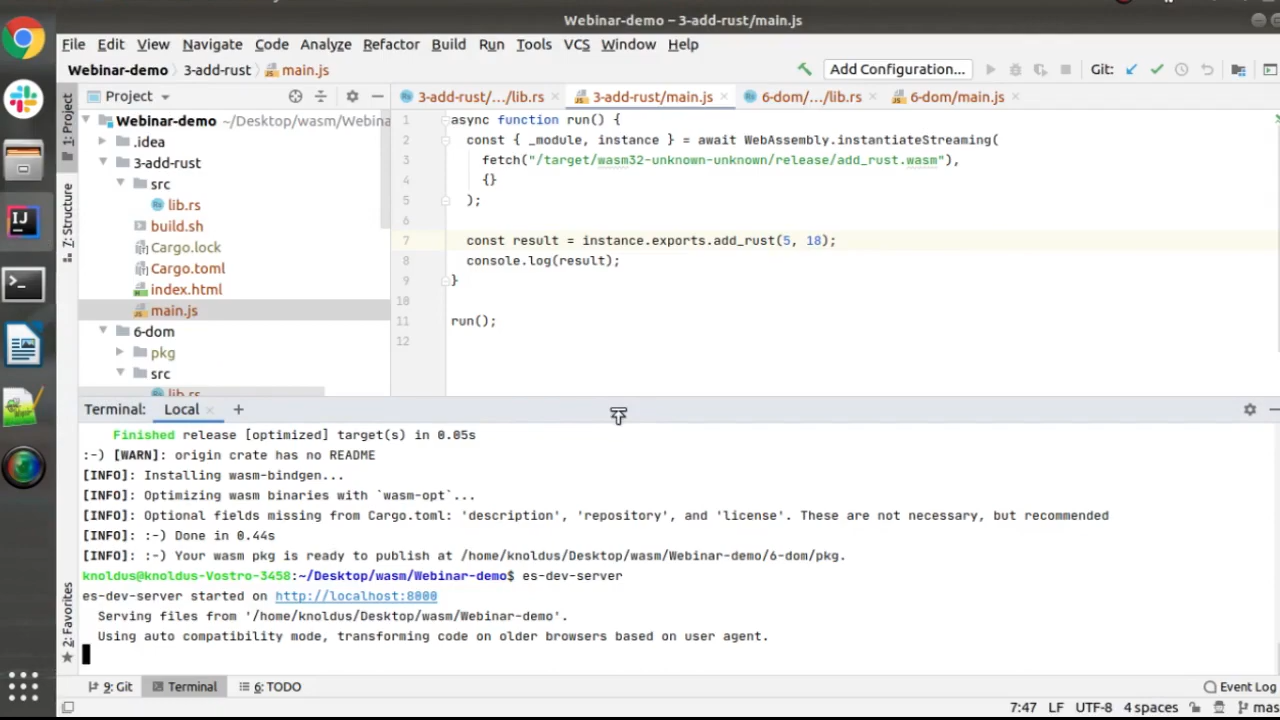 Webinar-demo – 3-add-rust/main.js
File Edit View Navigate Code Analyze Refactor Build Run Tools VCS Window Help
Webinar-demo 3-add-rust main.js Add Configuration... Git:
1: Project
Project
3-add-rust/.../lib.rs 3-add-rust/main.js 6-dom/.../lib.rs 6-dom/main.js
Webinar-demo ~/Desktop/wasm/Webina
.idea
3-add-rust
src
lib.rs
build.sh
Cargo.lock
Cargo.toml
index.html
main.js
6-dom
pkg
src
lib.rs
7: Structure
1 async function run() {
2 const { _module, instance } = await WebAssembly.instantiateStreaming(
3 fetch("/target/wasm32-unknown-unknown/release/add_rust.wasm"),
4 {}
5 );
6
7 const result = instance.exports.add_rust(5, 18);
8 console.log(result);
9 }
10
11 run();
12
Terminal: Local +
Finished release [optimized] target(s) in 0.05s
:-) [WARN]: origin crate has no README
[INFO]: Installing wasm-bindgen...
[INFO]: Optimizing wasm binaries with `wasm-opt`...
[INFO]: Optional fields missing from Cargo.toml: 'description', 'repository', and 'license'. These are not necessary, but recommended
[INFO]: :-) Done in 0.44s
[INFO]: :-) Your wasm pkg is ready to publish at /home/knoldus/Desktop/wasm/Webinar-demo/6-dom/pkg.
knoldus@knoldus-Vostro-3458:~/Desktop/wasm/Webinar-demo$ es-dev-server
es-dev-server started on http://localhost:8000
Serving files from '/home/knoldus/Desktop/wasm/Webinar-demo'.
Using auto compatibility mode, transforming code on older browsers based on user agent.
2: Favorites
9: Git Terminal 6: TODO Event Log
7:47 LF UTF-8 4 spaces mas